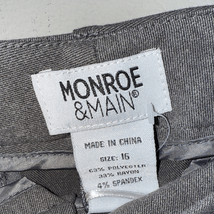 MONROE
&MAIN®
MADE IN CHINA
SIZE: 16
63% POLYESTER
33% RAYON
4% SPANDEX